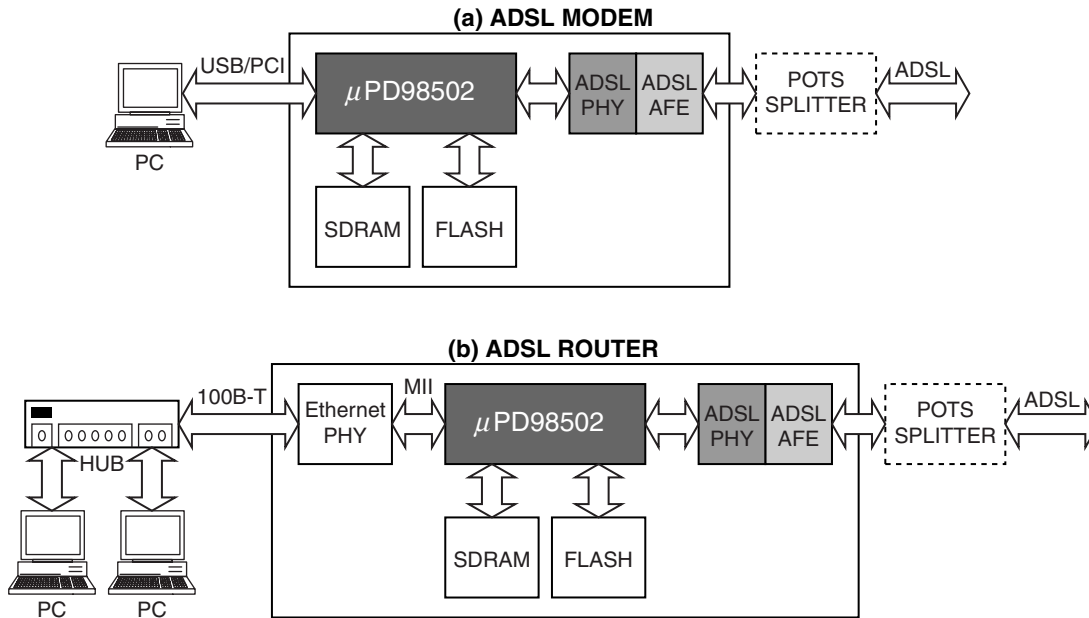 (a) ADSL MODEM
USB/PCI
PC
μPD98502
ADSL
PHY
ADSL
AFE
POTS
SPLITTER
ADSL
SDRAM
FLASH
(b) ADSL ROUTER
100B-T
HUB
PC
PC
Ethernet
PHY
MII
μPD98502
ADSL
PHY
ADSL
AFE
POTS
SPLITTER
ADSL
SDRAM
FLASH